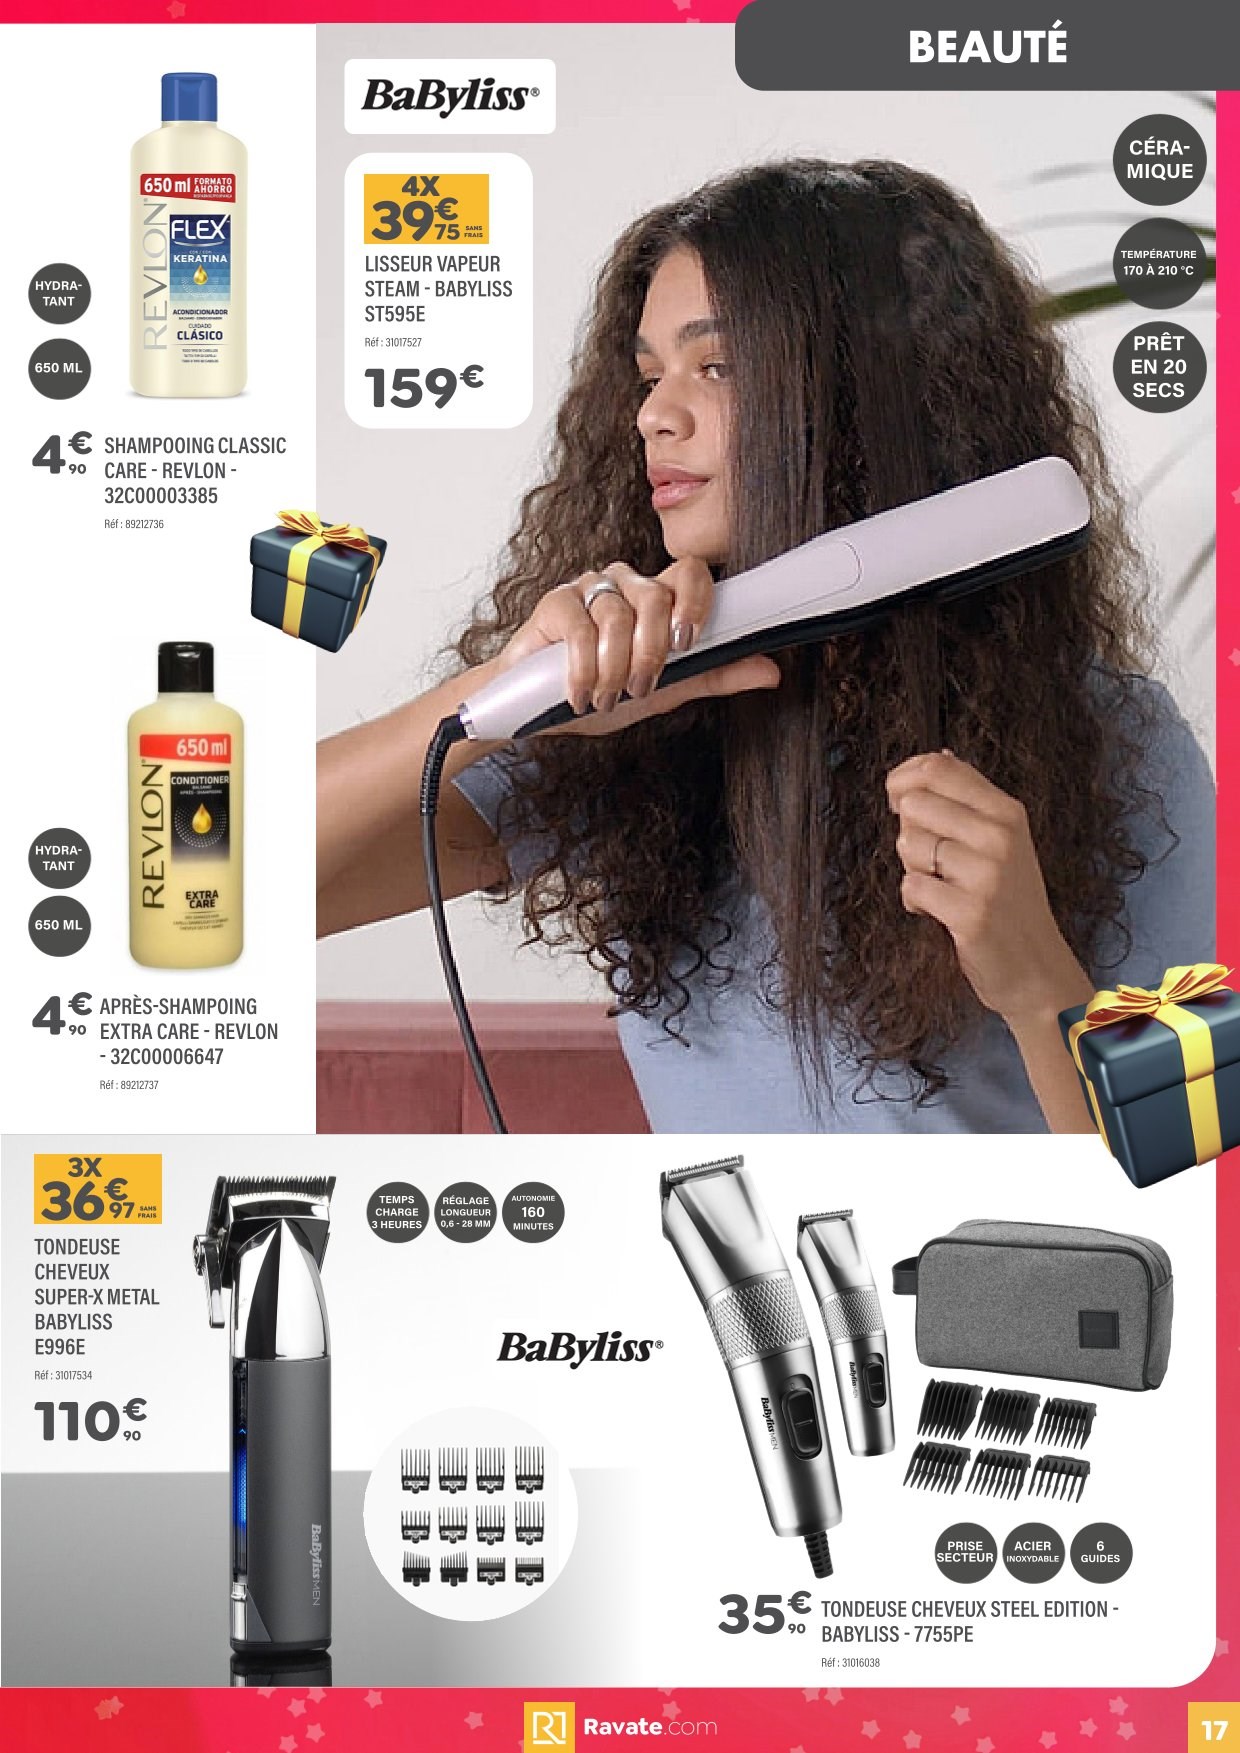 BEAUTÉ
BaByliss®
4X
39€75 SANS FRAIS
LISSEUR VAPEUR
STEAM - BABYLISS
ST595E
Réf : 31017527
159€
CÉRA-
MIQUE
TEMPÉRATURE
170 À 210 °C
PRÊT
EN 20
SECS
650 ml FORMATO AHORRO
REVLON®
FLEX
KERATINA
ACONDICIONADOR
CUIDADO
CLÁSICO
HYDRA-
TANT
650 ML
4€90
SHAMPOOING CLASSIC
CARE - REVLON -
32C00003385
Réf : 89212736
650 ml
REVLON
CONDITIONER
EXTRA
CARE
HYDRA-
TANT
650 ML
4€90
APRÈS-SHAMPOING
EXTRA CARE - REVLON
- 32C00006647
Réf : 89212737
3X
36€97 SANS FRAIS
TONDEUSE
CHEVEUX
SUPER-X METAL
BABYLISS
E996E
Réf : 31017534
110€90
TEMPS
CHARGE
3 HEURES
RÉGLAGE
LONGUEUR
0,6 - 28 MM
AUTONOMIE
160
MINUTES
BaByliss®
BaBylissMEN
BaBylissMEN
BaBylissMEN
PRISE
SECTEUR
ACIER
INOXYDABLE
6
GUIDES
35€90
TONDEUSE CHEVEUX STEEL EDITION -
BABYLISS - 7755PE
Réf : 31016038
Ravate.com
17